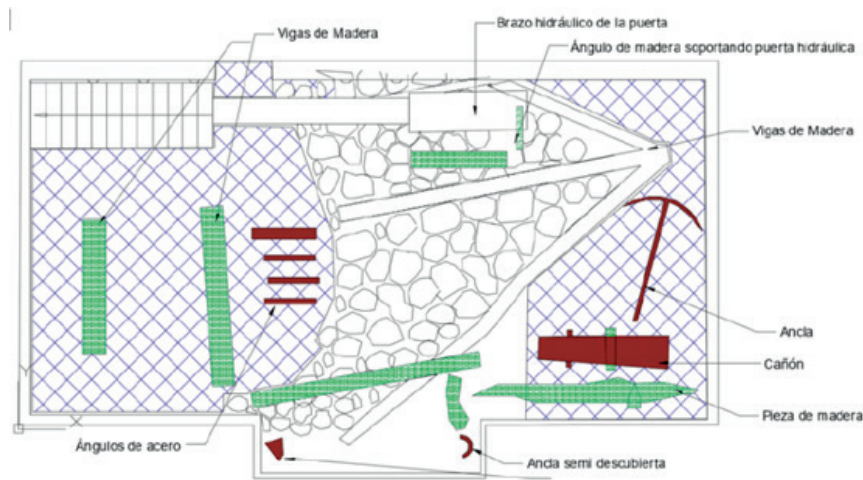 Vigas de Madera
Brazo hidráulico de la puerta
Ángulo de madera soportando puerta hidráulica
Vigas de Madera
Ancla
Cañón
Pieza de madera
Ángulos de acero
Ancla semi descubierta
Y
X